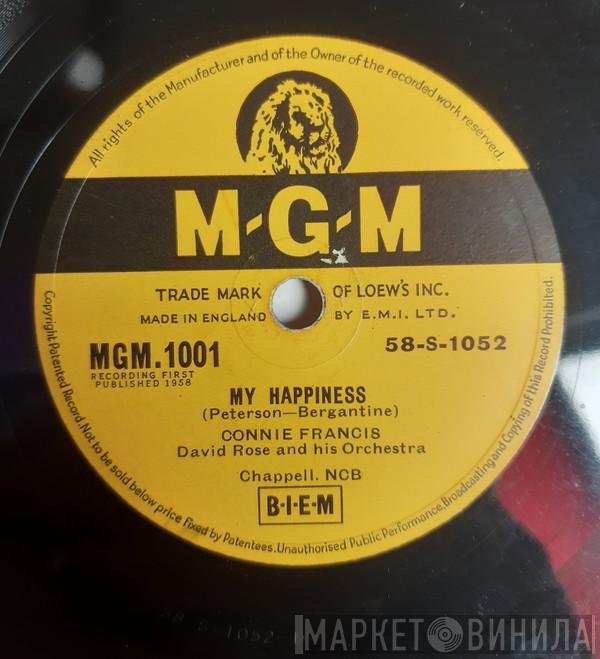 All rights of the Manufacturer and of the Owner of the recorded work reserved.
M-G-M
TRADE MARK OF LOEW'S INC.
MADE IN ENGLAND BY E.M.I. LTD.
MGM.1001 58-S-1052
RECORDING FIRST
PUBLISHED 1958
MY HAPPINESS
(Peterson—Bergantine)
CONNIE FRANCIS
David Rose and his Orchestra
Chappell. NCB
B·I·E·M
Copyright Patented Record. Not to be sold below price fixed by Patentees. Unauthorised Public Performance, Broadcasting and Copying of this Record Prohibited.
58 S-1052
МАРКЕТ ВИНИЛА